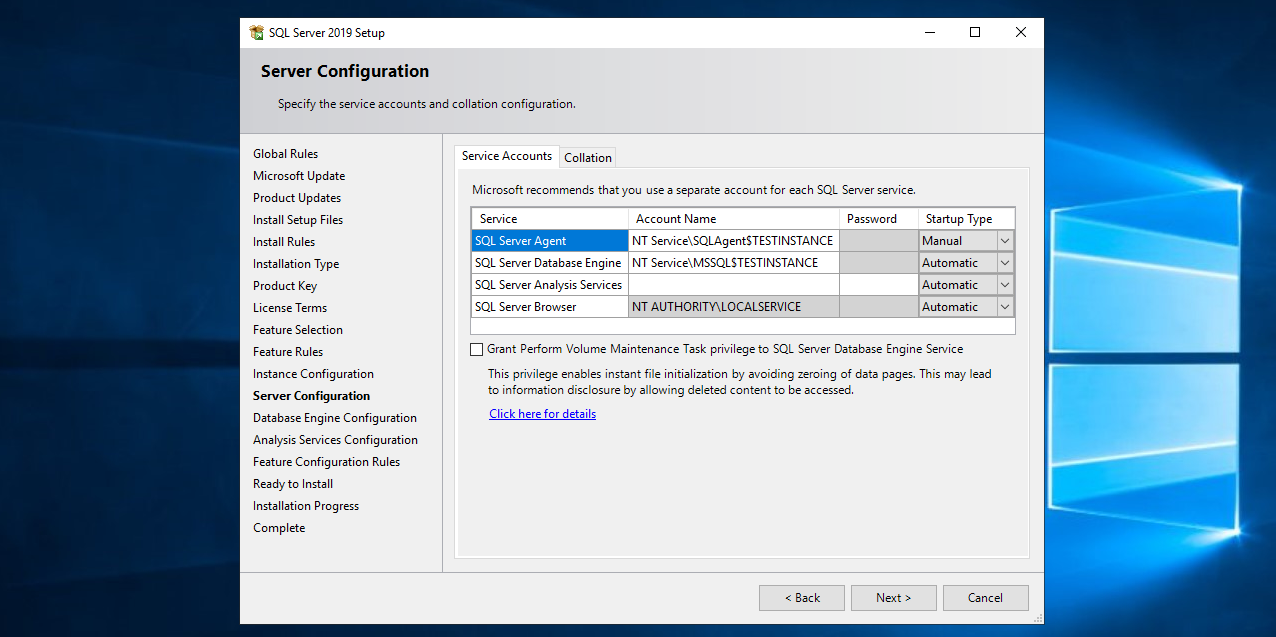 SQL Server 2019 Setup
Server Configuration
Specify the service accounts and collation configuration.
Global Rules
Microsoft Update
Product Updates
Install Setup Files
Install Rules
Installation Type
Product Key
License Terms
Feature Selection
Feature Rules
Instance Configuration
Server Configuration
Database Engine Configuration
Analysis Services Configuration
Feature Configuration Rules
Ready to Install
Installation Progress
Complete
Service Accounts Collation
Microsoft recommends that you use a separate account for each SQL Server service.
Service Account Name Password Startup Type
SQL Server Agent NT Service\SQLAgent$TESTINSTANCE Manual
SQL Server Database Engine NT Service\MSSQL$TESTINSTANCE Automatic
SQL Server Analysis Services Automatic
SQL Server Browser NT AUTHORITY\LOCALSERVICE Automatic
Grant Perform Volume Maintenance Task privilege to SQL Server Database Engine Service
This privilege enables instant file initialization by avoiding zeroing of data pages. This may lead
to information disclosure by allowing deleted content to be accessed.
Click here for details
< Back Next > Cancel